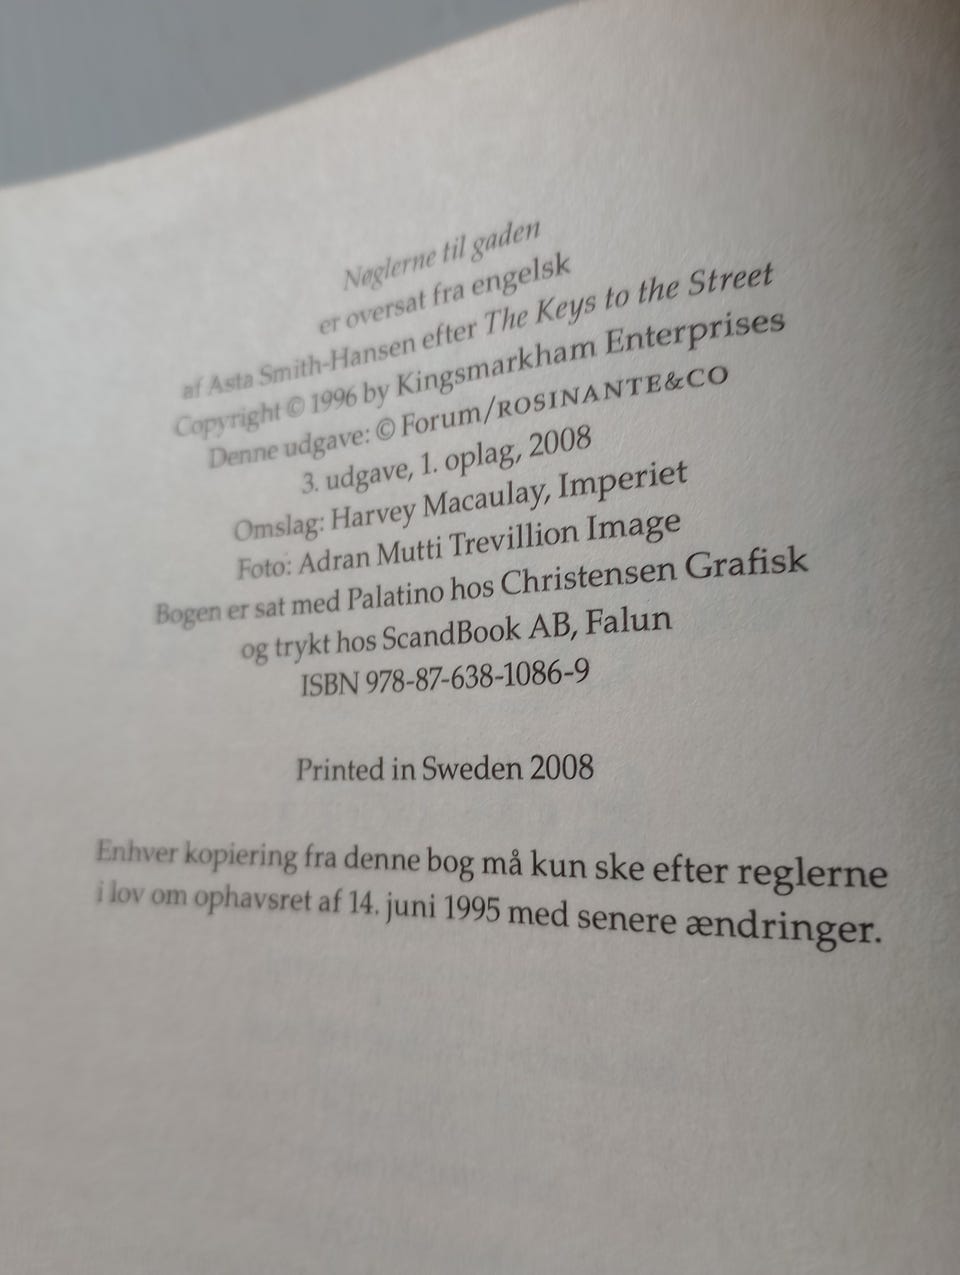 Nøglerne til gaden
er oversat fra engelsk
af Asta Smith-Hansen efter The Keys to the Street
Copyright © 1996 by Kingsmarkham Enterprises
Denne udgave: © Forum/ROSINANTE&CO
3. udgave, 1. oplag, 2008
Omslag: Harvey Macaulay, Imperiet
Foto: Adran Mutti Trevillion Image
Bogen er sat med Palatino hos Christensen Grafisk
og trykt hos ScandBook AB, Falun
ISBN 978-87-638-1086-9
Printed in Sweden 2008
Enhver kopiering fra denne bog må kun ske efter reglerne
i lov om ophavsret af 14. juni 1995 med senere ændringer.